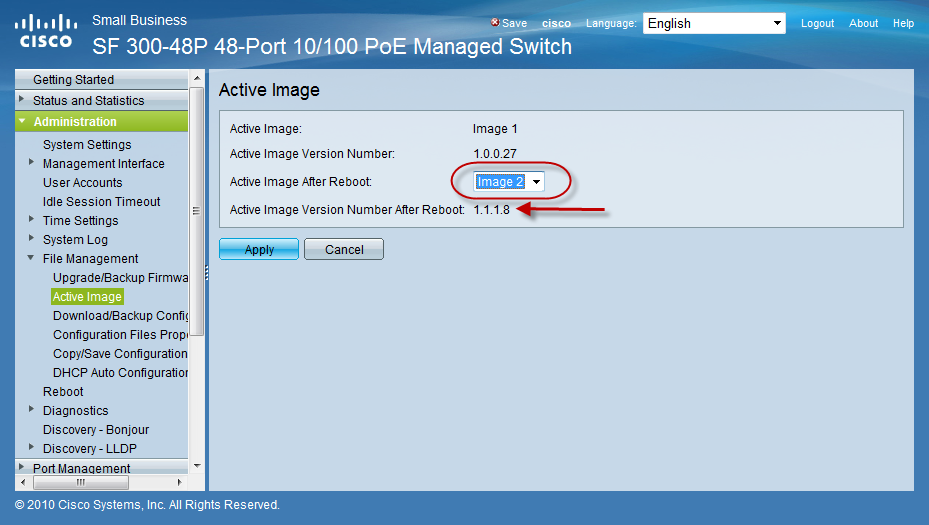 Small Business
Save cisco Language: English Logout About Help
CISCO
SF 300-48P 48-Port 10/100 PoE Managed Switch
Getting Started
Status and Statistics
Administration
System Settings
Management Interface
User Accounts
Idle Session Timeout
Time Settings
System Log
File Management
Upgrade/Backup Firmwa
Active Image
Download/Backup Config
Configuration Files Prope
Copy/Save Configuration
DHCP Auto Configuration
Reboot
Diagnostics
Discovery - Bonjour
Discovery - LLDP
Port Management
Active Image
Active Image: Image 1
Active Image Version Number: 1.0.0.27
Active Image After Reboot: Image 2
Active Image Version Number After Reboot: 1.1.1.8
Apply Cancel
© 2010 Cisco Systems, Inc. All Rights Reserved.